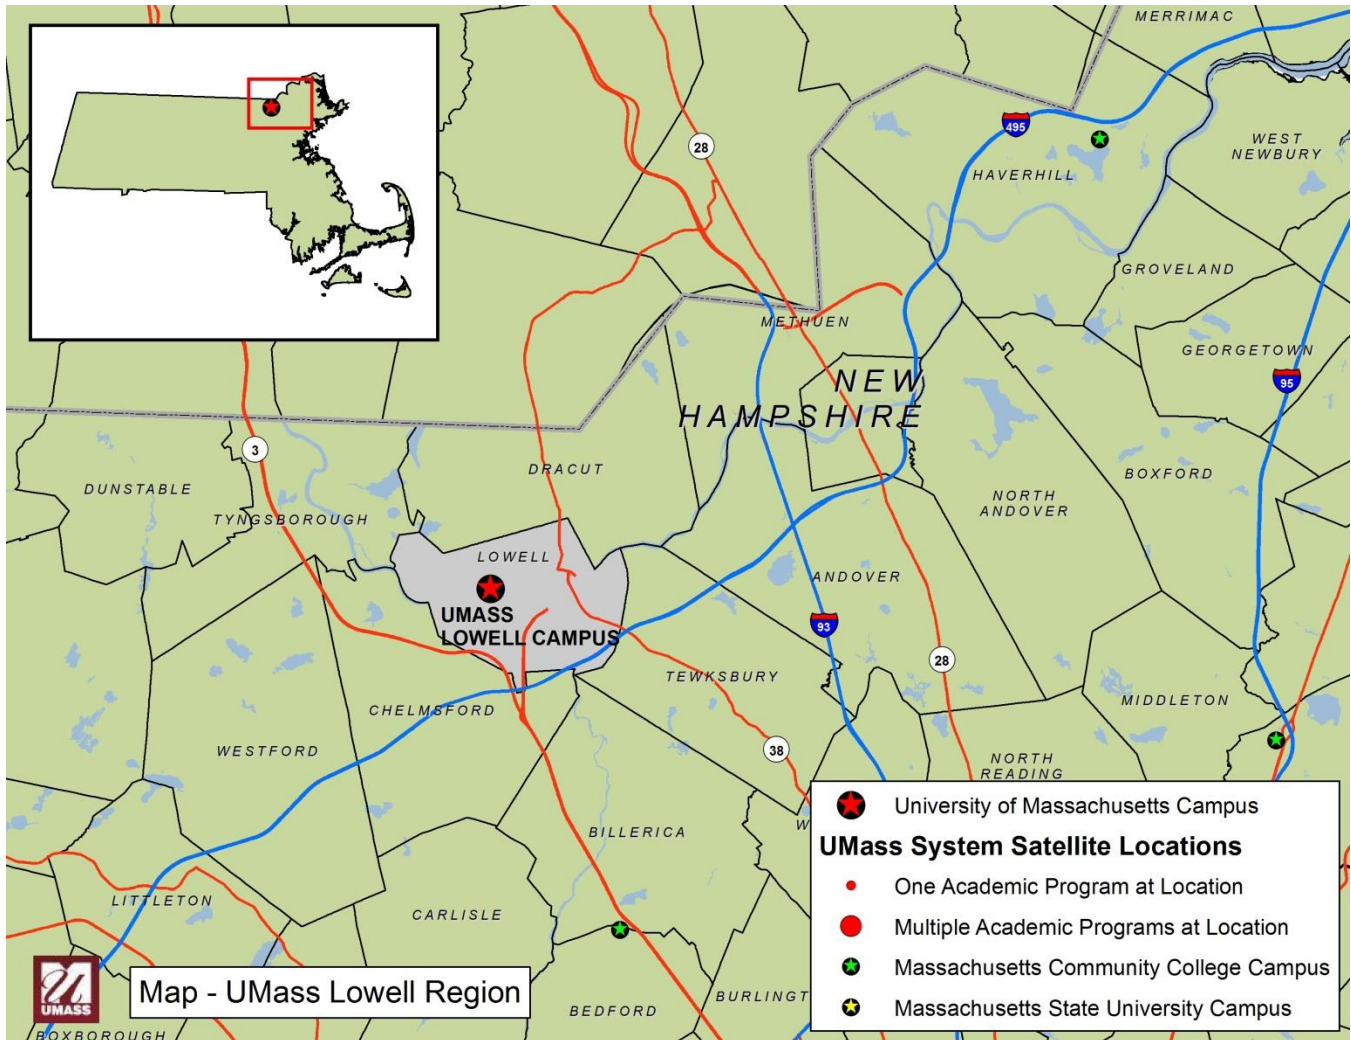 MERRIMAC
28
495
WEST
NEWBURY
HAVERHILL
GROVELAND
METHUEN
GEORGETOWN
95
NEW
HAMPSHIRE
3
DRACUT
DUNSTABLE
BOXFORD
NORTH
ANDOVER
TYNGSBOROUGH
LOWELL
ANDOVER
UMASS
LOWELL CAMPUS
93
28
TEWKSBURY
MIDDLETON
CHELMSFORD
WESTFORD
38
NORTH
READING
BILLERICA
W
LITTLETON
CARLISLE
BURLINGT
BEDFORD
BOXBOROUGH
University of Massachusetts Campus
UMass System Satellite Locations
One Academic Program at Location
Multiple Academic Programs at Location
Massachusetts Community College Campus
Massachusetts State University Campus
UMASS
Map - UMass Lowell Region